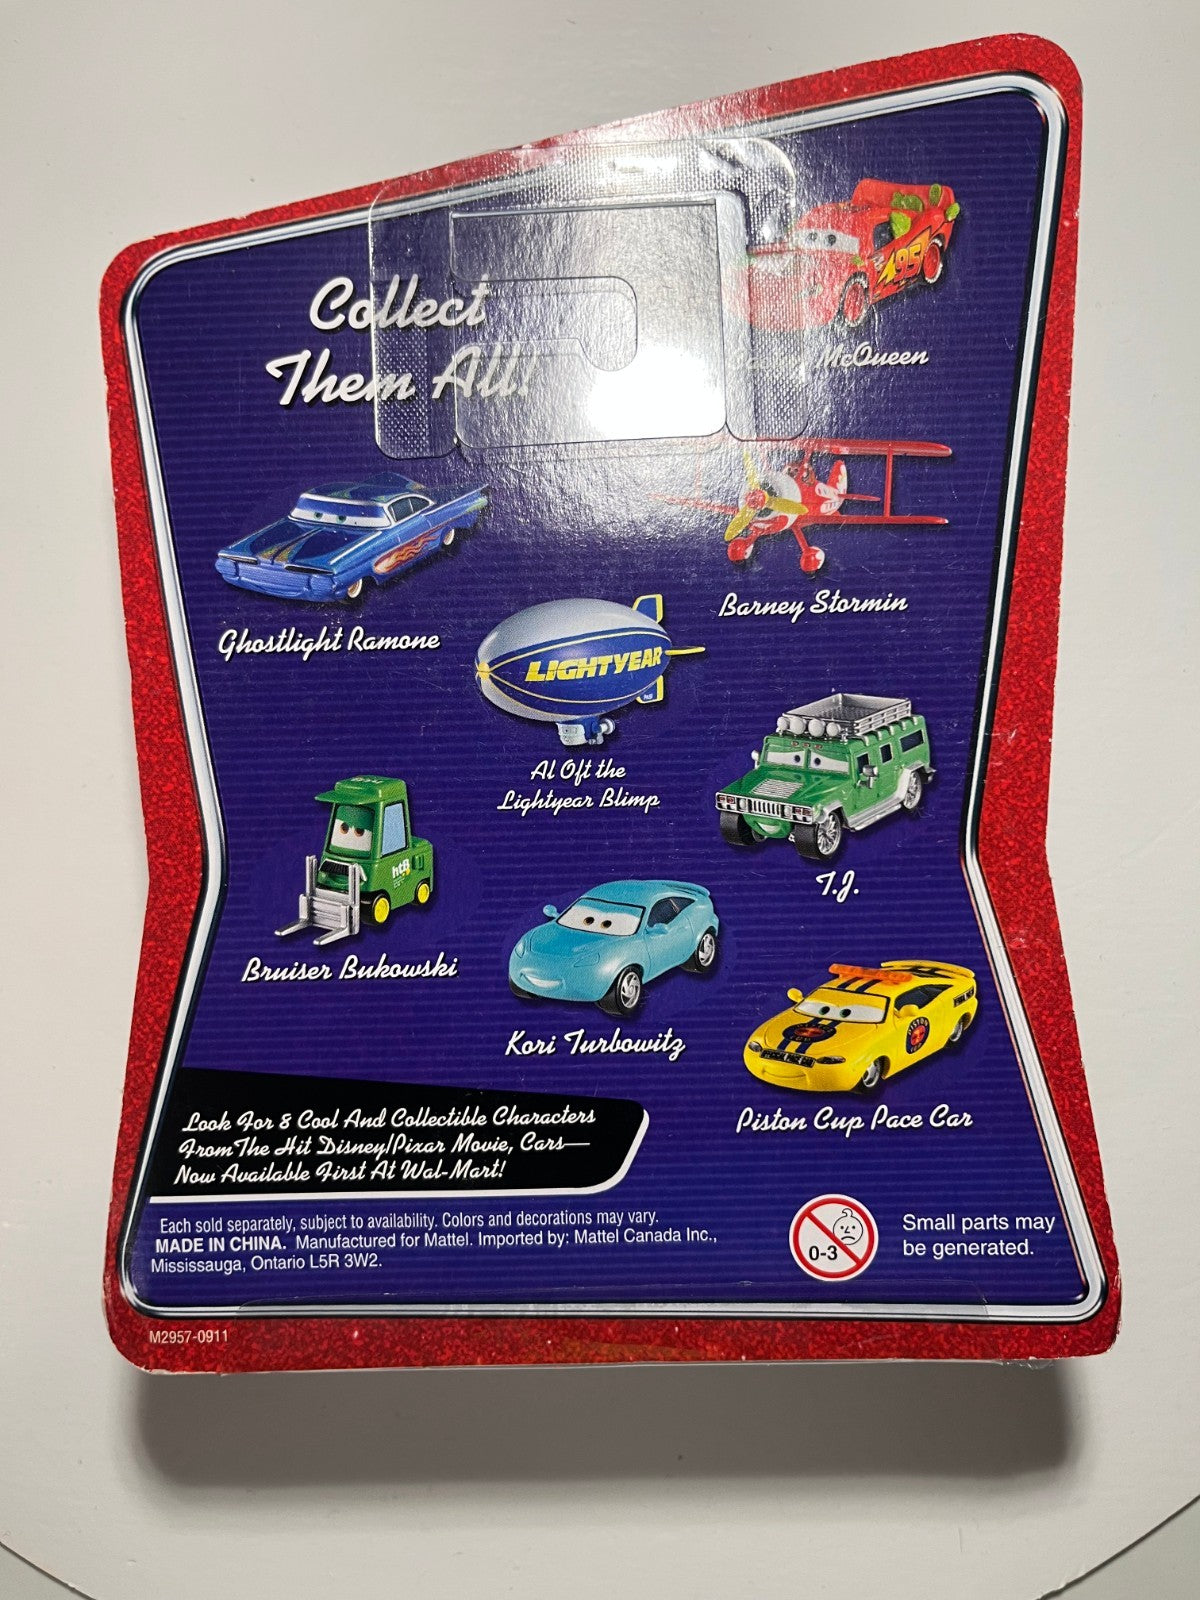 Collect
Them All!
95
McQueen
Ghostlight Ramone
Barney Stormin
LIGHTYEAR
Al Oft the
Lightyear Blimp
T.J.
htB
Bruiser Bukowski
Kori Turbowitz
PISTON
CUP
Piston Cup Pace Car
Look For 8 Cool And Collectible Characters
From The Hit Disney/Pixar Movie, Cars—
Now Available First At Wal-Mart!
Each sold separately, subject to availability. Colors and decorations may vary.
MADE IN CHINA. Manufactured for Mattel. Imported by: Mattel Canada Inc.,
Mississauga, Ontario L5R 3W2.
0-3
Small parts may
be generated.
M2957-0911